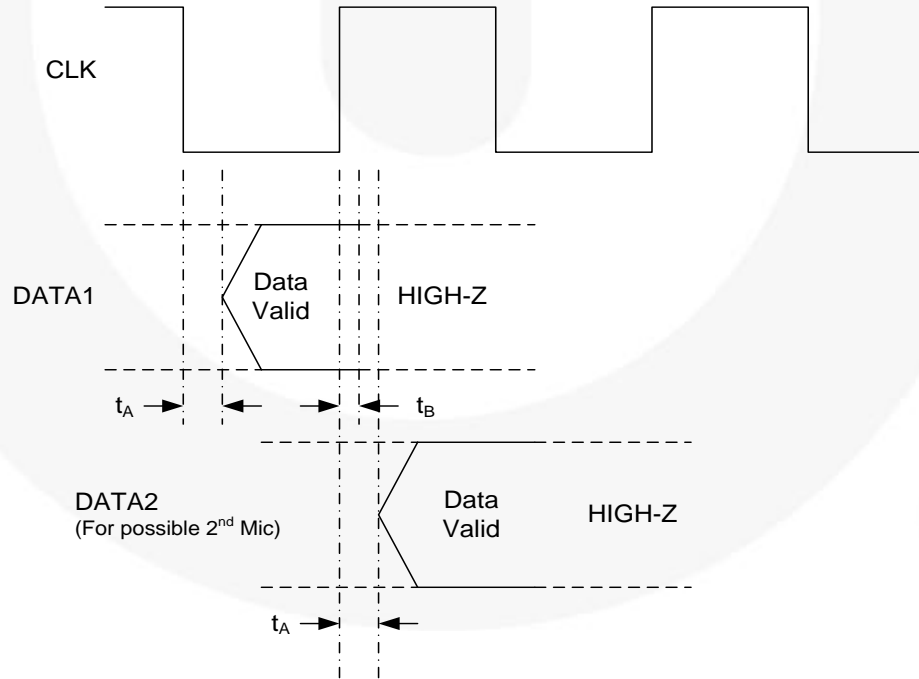 CLK
DATA1
Data
Valid
HIGH-Z
tA
tB
DATA2
(For possible 2nd Mic)
Data
Valid
HIGH-Z
tA